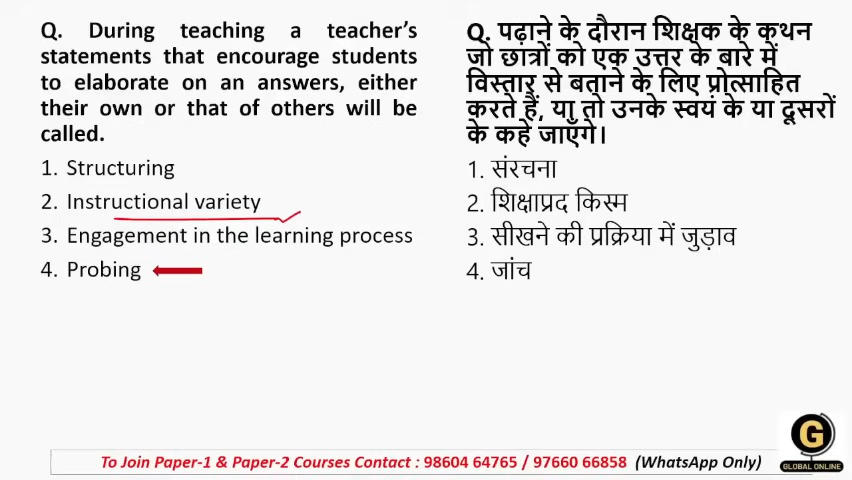 Q. During teaching a teacher's
statements that encourage students
to elaborate on an answers, either
their own or that of others will be
called.
1. Structuring
2. Instructional variety
3. Engagement in the learning process
4. Probing
Q. पढ़ाने के दौरान शिक्षक के कथन
जो छात्रों को एक उत्तर के बारे में
विस्तार से बताने के लिए प्रोत्साहित
करते हैं, या तो उनके स्वयं के या दूसरों
के कहे जाएँगे।
1. संरचना
2. शिक्षाप्रद किस्म
3. सीखने की प्रक्रिया में जुड़ाव
4. जांच
G
GLOBAL ONLINE
To Join Paper-1 & Paper-2 Courses Contact : 98604 64765 / 97660 66858 (WhatsApp Only)